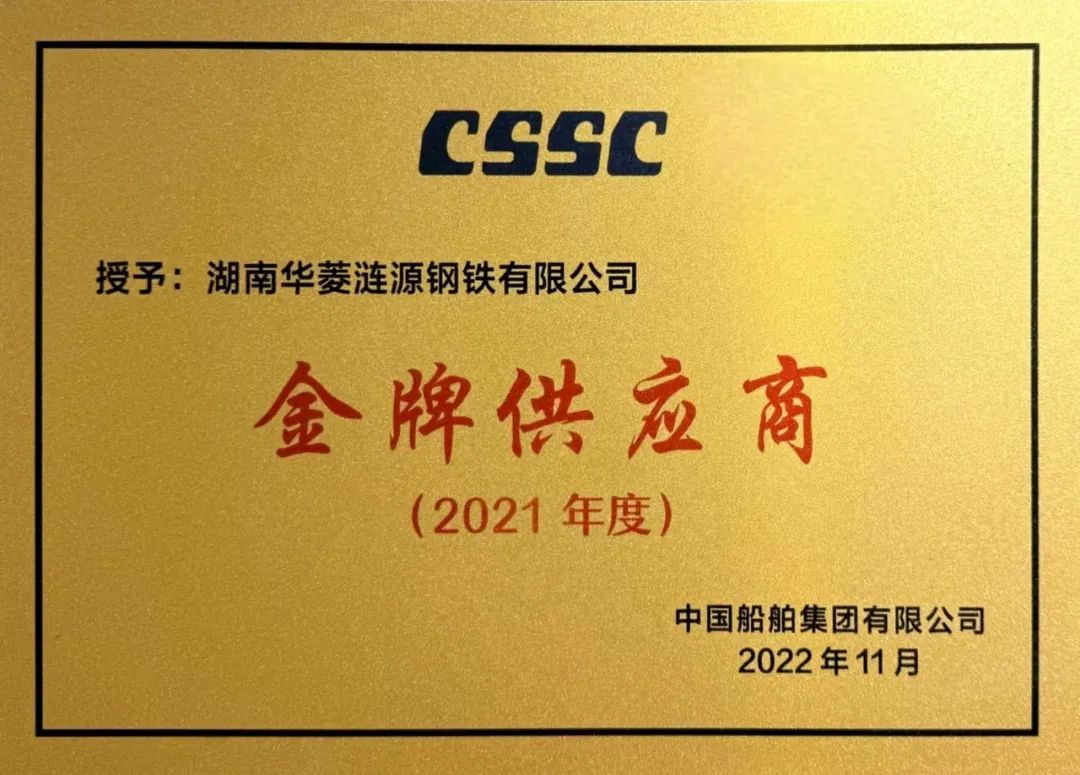 CSSC
授予：湖南华菱涟源钢铁有限公司
金牌供应商
（2021 年度）
中国船舶集团有限公司
2022 年 11 月